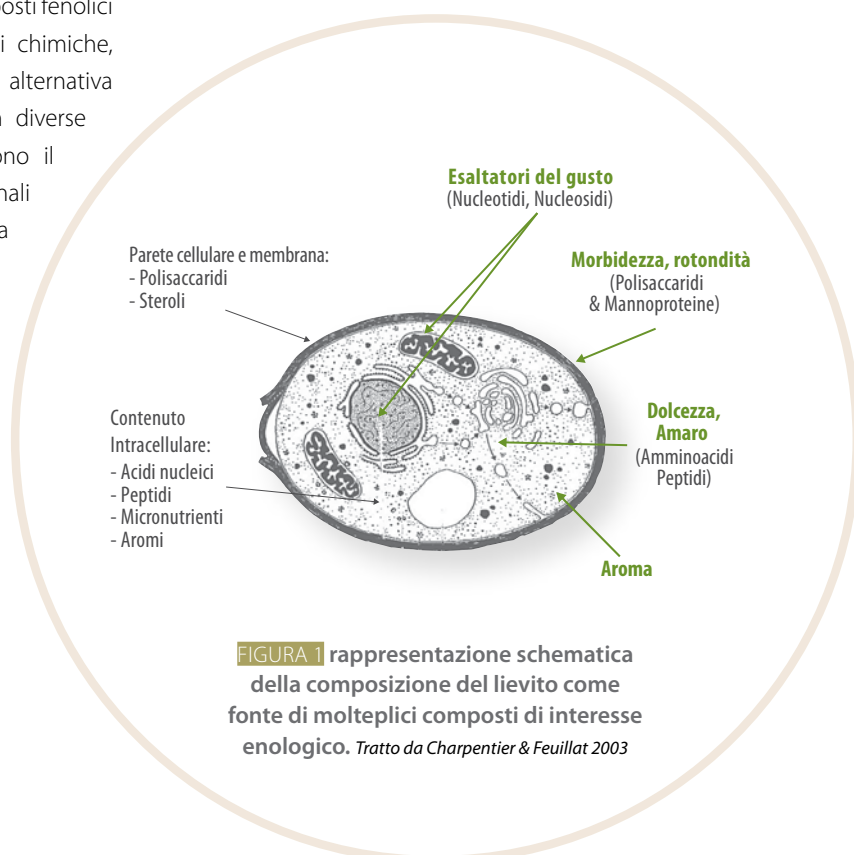 posti fenolici
i chimiche,
alternativa
diverse
no il
nali
a
Esaltatori del gusto
(Nucleotidi, Nucleosidi)
Parete cellulare e membrana:
- Polisaccaridi
- Steroli
Morbidezza, rotondità
(Polisaccaridi
& Mannoproteine)
Contenuto
Intracellulare:
- Acidi nucleici
- Peptidi
- Micronutrienti
- Aromi
Dolcezza,
Amaro
(Amminoacidi
Peptidi)
Aroma
FIGURA 1 rappresentazione schematica
della composizione del lievito come
fonte di molteplici composti di interesse
enologico. Tratto da Charpentier & Feuillat 2003